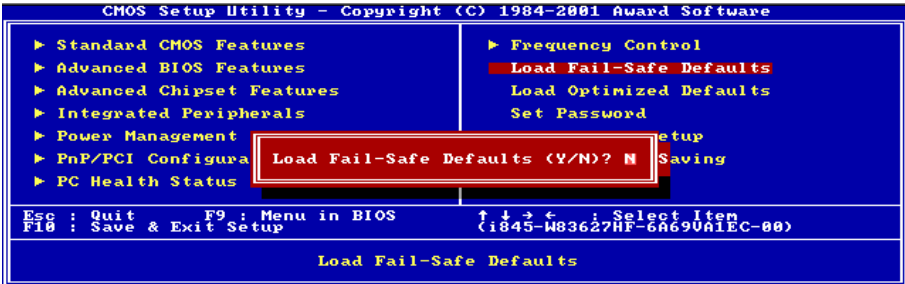 CMOS Setup Utility - Copyright (C) 1984-2001 Award Software
▶ Standard CMOS Features
▶ Advanced BIOS Features
▶ Advanced Chipset Features
▶ Integrated Peripherals
▶ Power Management
▶ PnP/PCI Configura
▶ PC Health Status
▶ Frequency Control
Load Fail-Safe Defaults
Load Optimized Defaults
Set Password
etup
Saving
Load Fail-Safe Defaults (Y/N)? N
Esc : Quit F9 : Menu in BIOS ↑ ↓ → ← : Select Item
F10 : Save & Exit Setup (i845-W83627HF-6A69VA1EC-00)
Load Fail-Safe Defaults